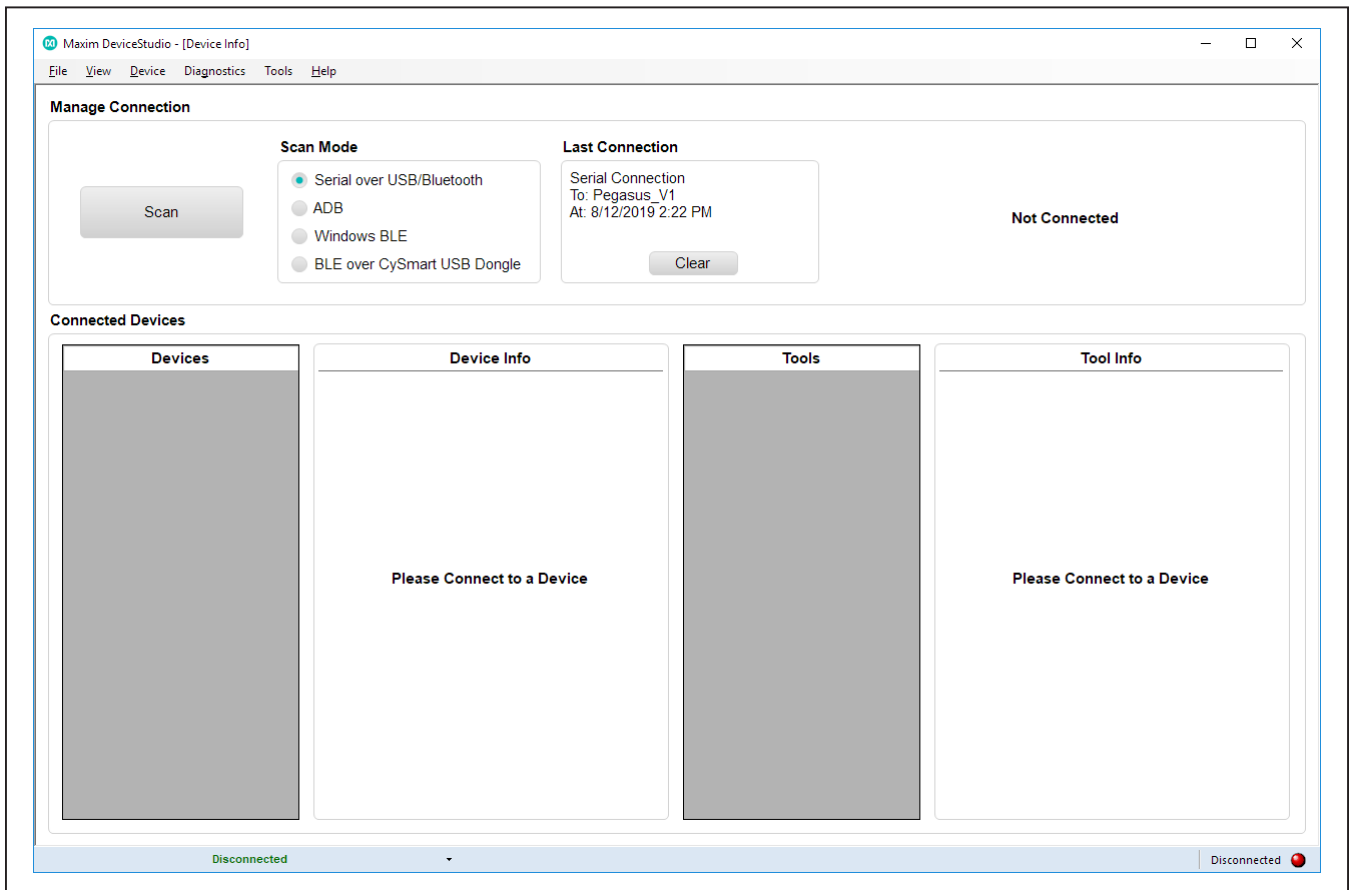 Maxim DeviceStudio - [Device Info]
File View Device Diagnostics Tools Help
Manage Connection
Scan
Scan Mode
Serial over USB/Bluetooth
ADB
Windows BLE
BLE over CySmart USB Dongle
Last Connection
Serial Connection
To: Pegasus_V1
At: 8/12/2019 2:22 PM
Clear
Not Connected
Connected Devices
Devices
Device Info
Please Connect to a Device
Tools
Tool Info
Please Connect to a Device
Disconnected
Disconnected